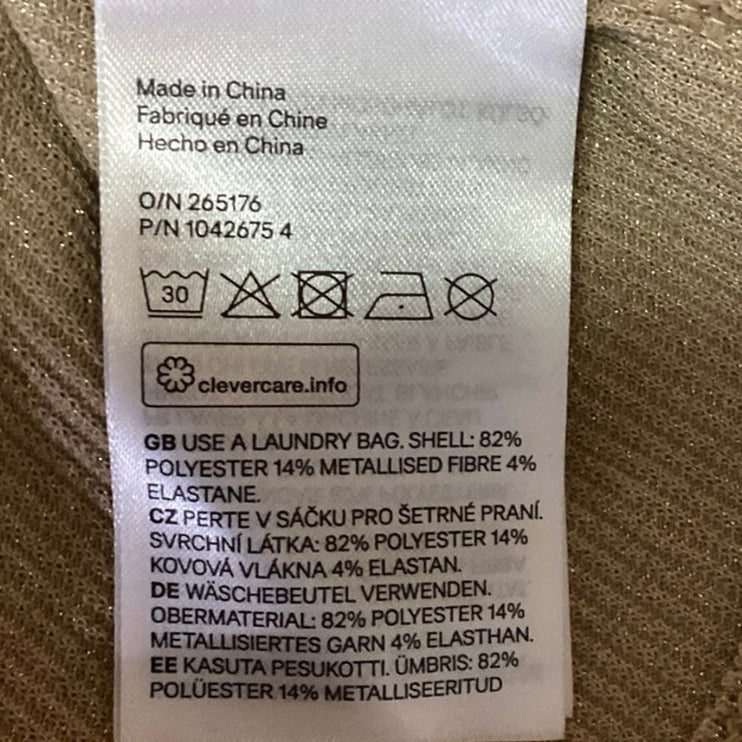 Made in China
Fabriqué en Chine
Hecho en China
O/N 265176
P/N 1042675 4
30
clevercare.info
GB USE A LAUNDRY BAG. SHELL: 82%
POLYESTER 14% METALLISED FIBRE 4%
ELASTANE.
CZ PERTE V SÁČKU PRO ŠETRNÉ PRANÍ.
SVRCHNÍ LÁTKA: 82% POLYESTER 14%
KOVOVÁ VLÁKNA 4% ELASTAN.
DE WÄSCHEBEUTEL VERWENDEN.
OBERMATERIAL: 82% POLYESTER 14%
METALLISIERTES GARN 4% ELASTHAN.
EE KASUTA PESUKOTTI. ÜMBRIS: 82%
POLÜESTER 14% METALLISEERITUD